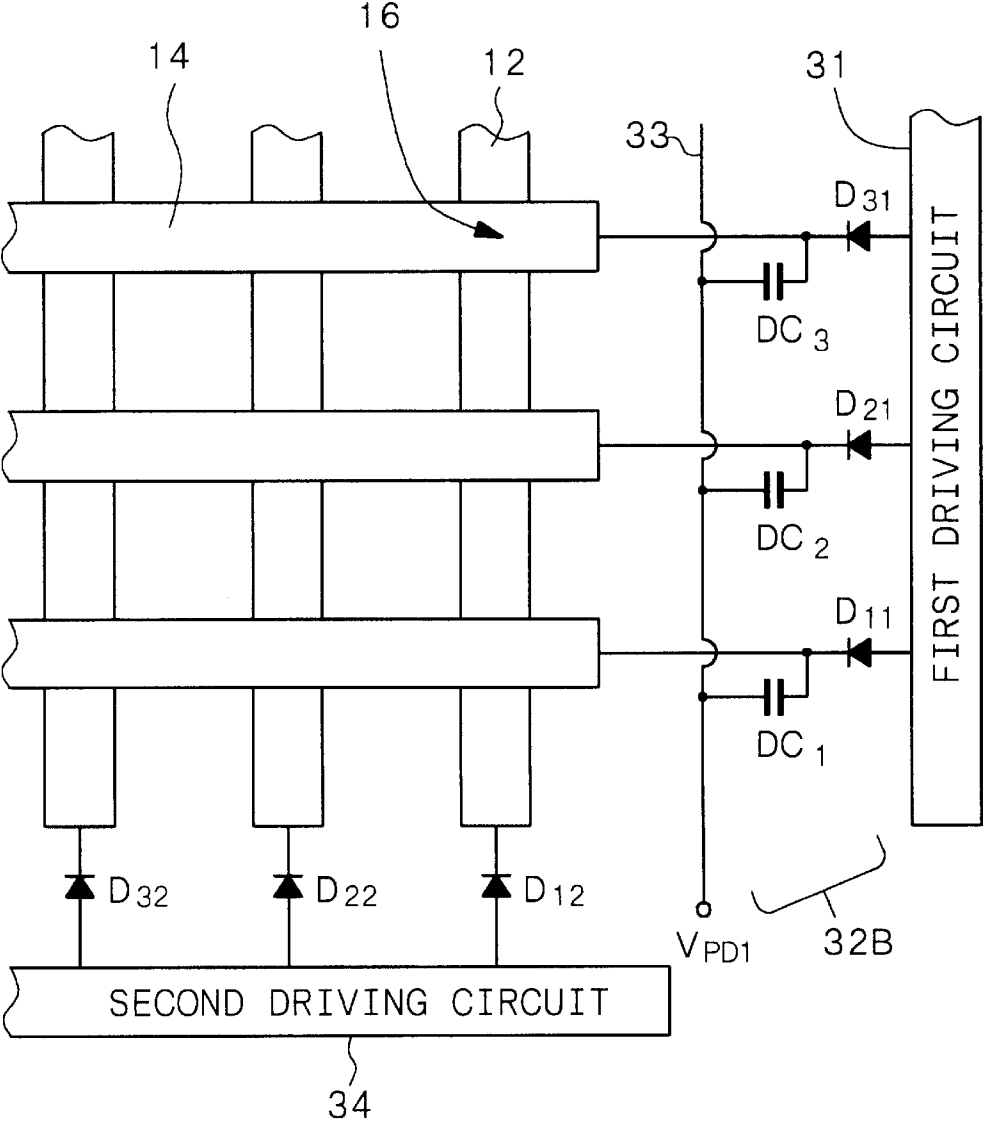 16
14
12
31
33
D31
DC3
D21
DC2
D11
DC1
FIRST DRIVING CIRCUIT
D32
D22
D12
VPD1
32B
SECOND DRIVING CIRCUIT
34